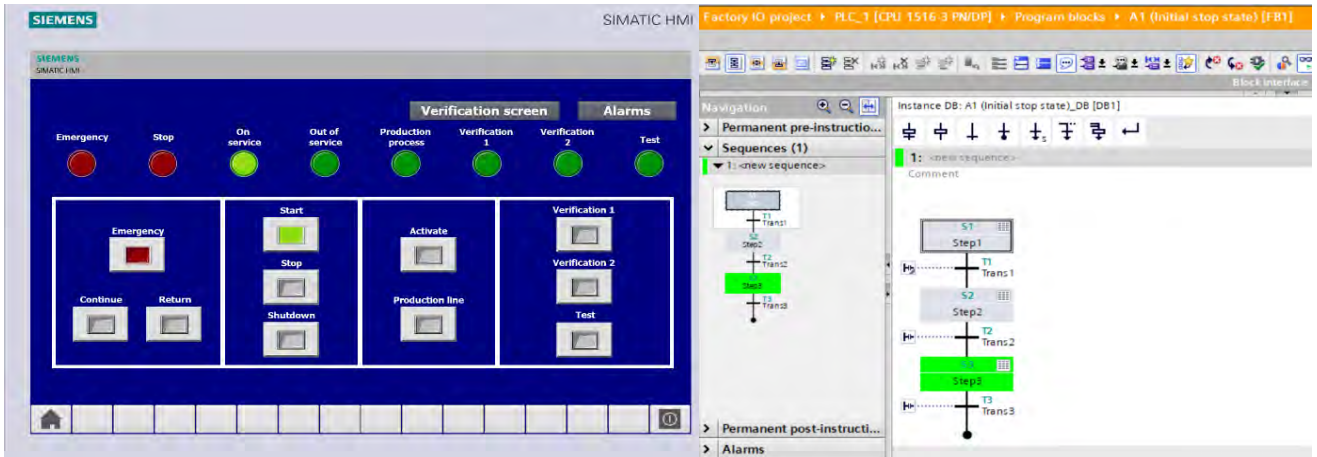 SIEMENS
SIMATIC HMI
SIEMENS
SIMATIC HMI
Verification screen
Alarms
Emergency
Stop
On
service
Out of
service
Production
process
Verification
1
Verification
2
Test
Emergency
Continue
Return
Start
Stop
Shutdown
Activate
Production line
Verification 1
Verification 2
Test
Factory IO project ▸ PLC_1 [CPU 1516-3 PN/DP] ▸ Program blocks ▸ A1 (Initial stop state) [FB1]
Block interface
Navigation
Permanent pre-instructio...
Sequences (1)
1: <new sequence>
T1
Trans1
S2
Step2
T2
Trans2
Step3
T3
Trans3
Permanent post-instructi...
Alarms
Instance DB: A1 (Initial stop state)_DB [DB1]
1: <new sequence>
Comment
S1
Step1
T1
Trans1
S2
Step2
T2
Trans2
Step3
T3
Trans3